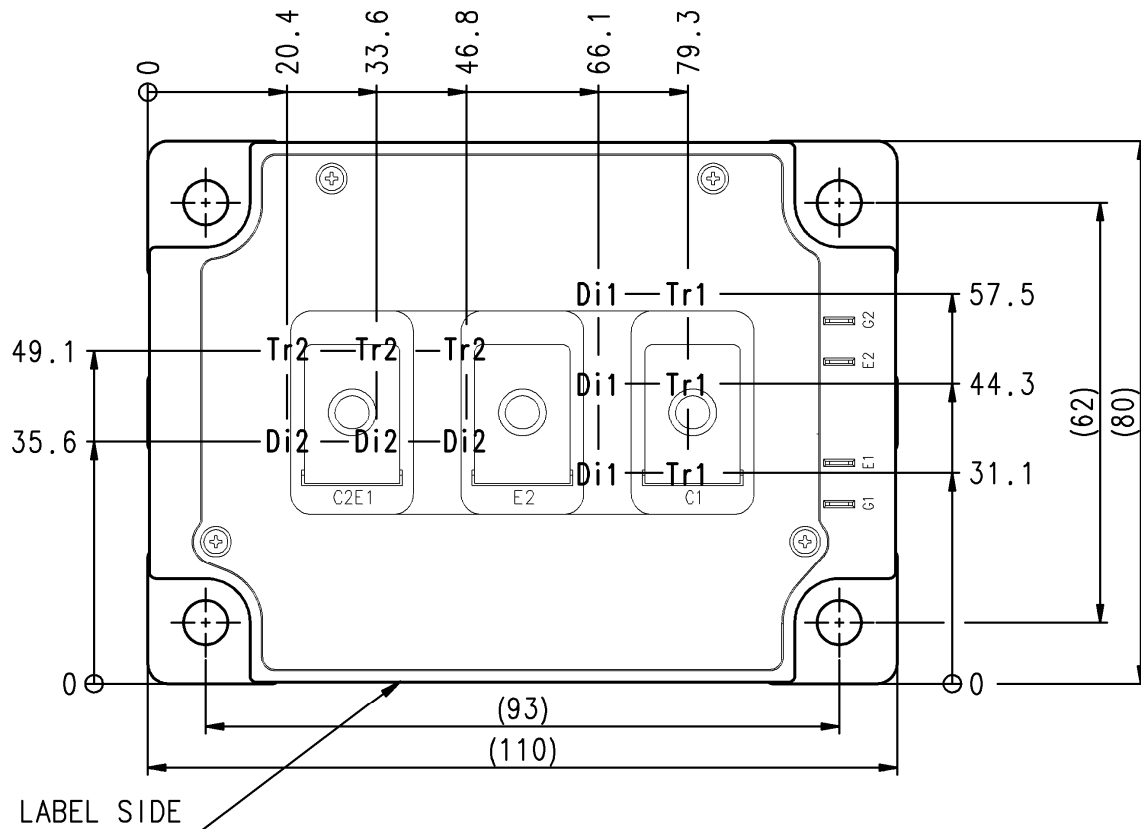 0
20.4
33.6
46.8
66.1
79.3
Di1 Tr1 57.5
G2
49.1 Tr2 Tr2 Tr2
E2
Di1 Tr1 44.3
(62)
(80)
35.6 Di2 Di2 Di2
E1
Di1 Tr1 31.1
C2E1 E2 C1
G1
0 0
(93)
(110)
LABEL SIDE